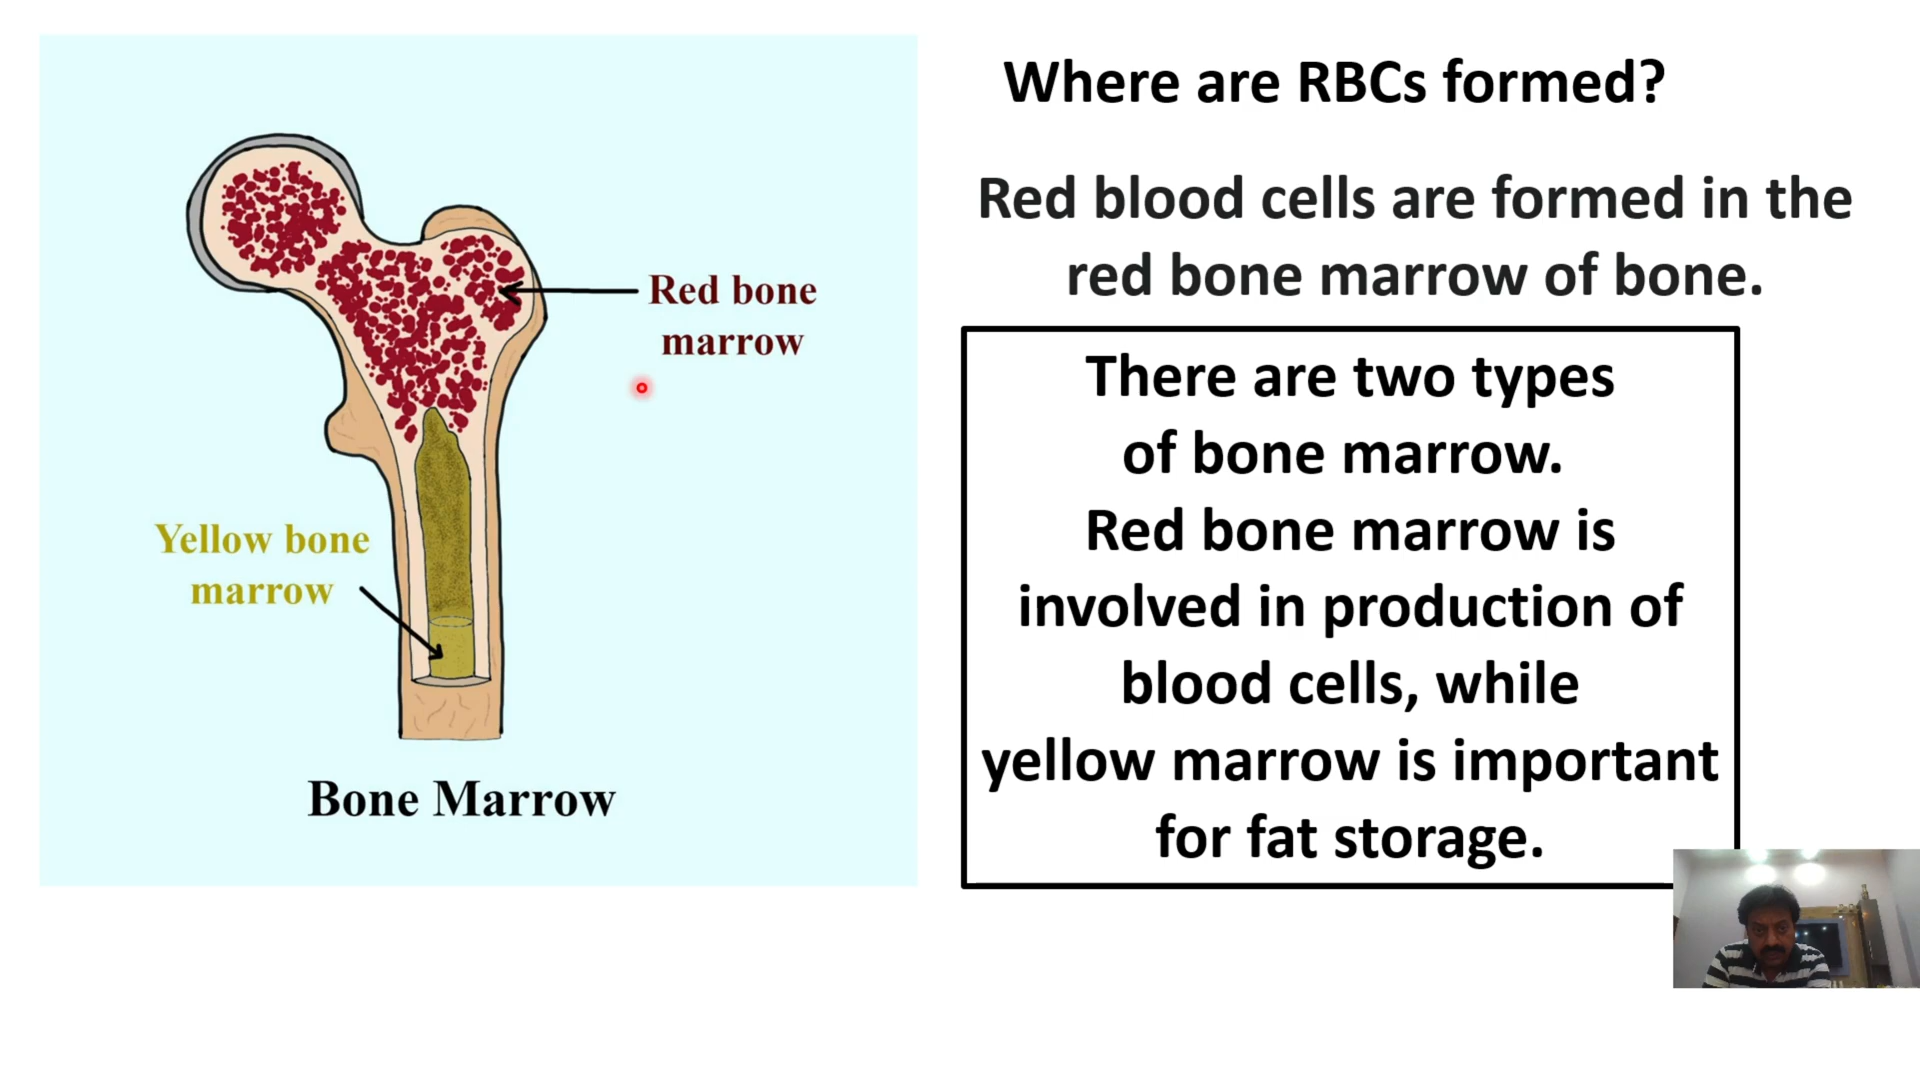 Where are RBCs formed?
Red blood cells are formed in the
red bone marrow of bone.
Red bone
marrow
Yellow bone
marrow
Bone Marrow
There are two types
of bone marrow.
Red bone marrow is
involved in production of
blood cells, while
yellow marrow is important
for fat storage.